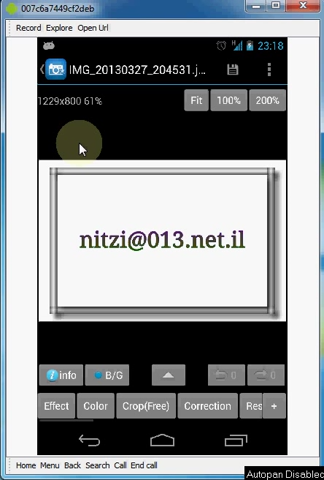 007c6a7449cf2deb
Record Explore Open Url
23:18
IMG_20130327_204531.j...
1229x800 61%
Fit 100% 200%
nitzi@013.net.il
info B/G 0 0
Effect Color Crop(Free) Correction Res +
Home Menu Back Search Call End call
Autopan Disabled